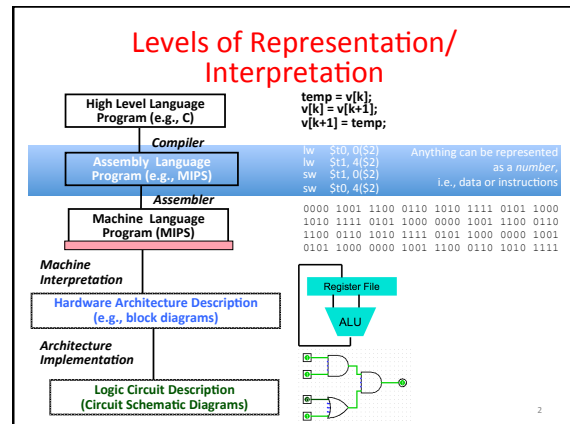 Levels of Representation/
Interpretation
High Level Language
Program (e.g., C)
temp = v[k];
v[k] = v[k+1];
v[k+1] = temp;
Compiler
Assembly Language
Program (e.g., MIPS)
lw $t0, 0($2)
lw $t1, 4($2)
sw $t1, 0($2)
sw $t0, 4($2)
Anything can be represented
as a number,
i.e., data or instructions
Assembler
Machine Language
Program (MIPS)
0000 1001 1100 0110 1010 1111 0101 1000
1010 1111 0101 1000 0000 1001 1100 0110
1100 0110 1010 1111 0101 1000 0000 1001
0101 1000 0000 1001 1100 0110 1010 1111
Machine
Interpretation
Hardware Architecture Description
(e.g., block diagrams)
Register File
ALU
Architecture
Implementation
Logic Circuit Description
(Circuit Schematic Diagrams)
2